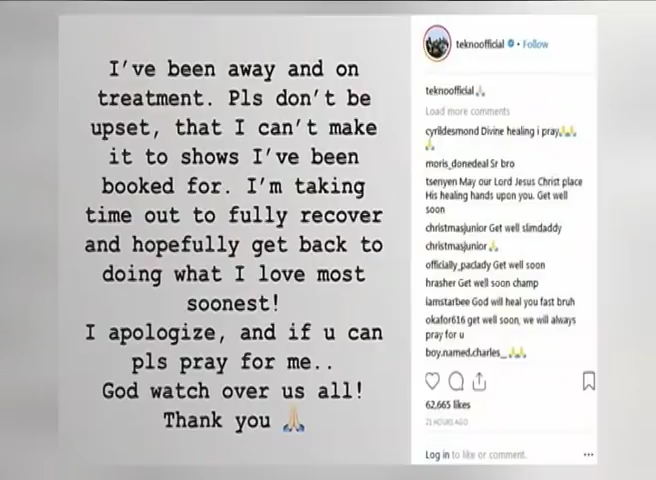 I've been away and on
treatment. Pls don't be
upset, that I can't make
it to shows I've been
booked for. I'm taking
time out to fully recover
and hopefully get back to
doing what I love most
soonest!
I apologize, and if u can
pls pray for me..
God watch over us all!
Thank you 🙏
teknoofficial • Follow
teknoofficial 🙏
Load more comments
cyrildesmond Divine healing i pray🙏🙏
🙏
moris_donedeal Sr bro
tsenyen May our Lord Jesus Christ place
His healing hands upon you. Get well
soon
christmasjunior Get well slimdaddy
christmasjunior 🙏
officially_paclady Get well soon
hrasher Get well soon champ
iamstarbee God will heal you fast bruh
okafor616 get well soon, we will always
pray for u
boy.named.charles_ 🙏🙏
62,665 likes
21 HOURS AGO
Log in to like or comment.